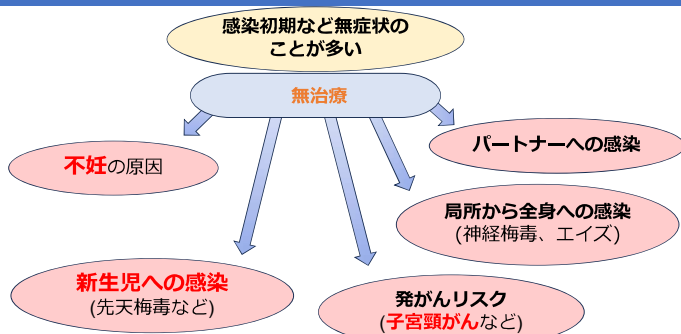 感染初期など無症状の
ことが多い
無治療
不妊の原因
パートナーへの感染
局所から全身への感染
(神経梅毒、エイズ)
新生児への感染
(先天梅毒など)
発がんリスク
(子宮頸がんなど)